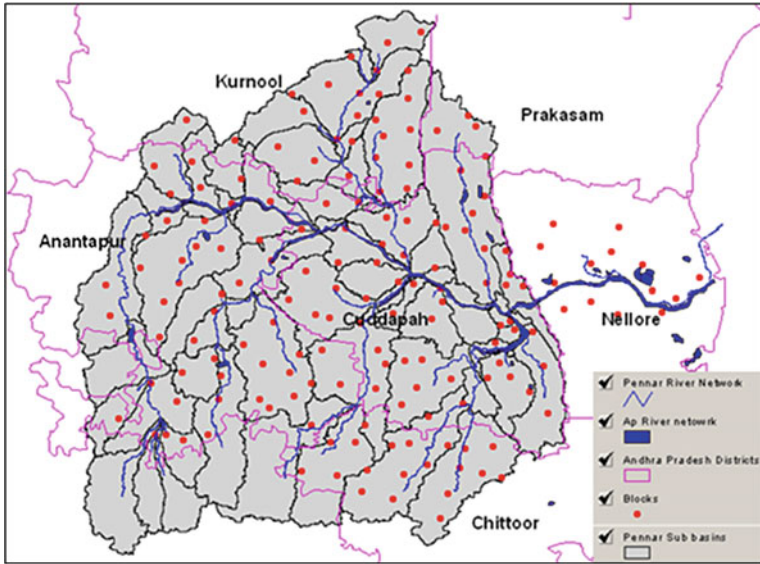 Kurnool
Prakasam
Anantapur
Cuddapah
Nellore
Chittoor
Pennar River Network
Ap River netowrk
Andhra Pradesh Districts
Blocks
Pennar Sub basins